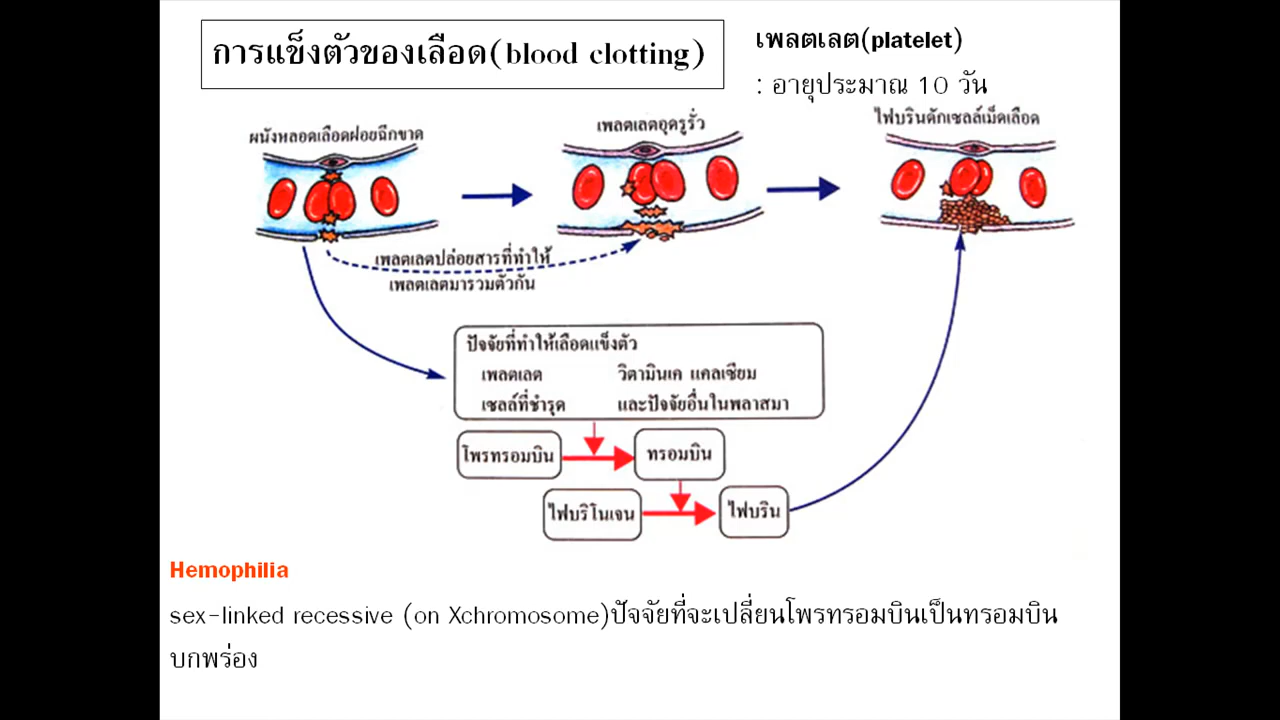 การแข็งตัวของเลือด(blood clotting)
เพลตเลต(platelet)
: อายุประมาณ 10 วัน
ผนังหลอดเลือดฝอยฉีกขาด
เพลตเลตอุดรูรั่ว
ไฟบรินดักเซลล์เม็ดเลือด
เพลตเลตปล่อยสารที่ทำให้
เพลตเลตมารวมตัวกัน
ปัจจัยที่ทำให้เลือดแข็งตัว
เพลตเลต วิตามินเค แคลเซียม
เซลล์ที่ชำรุด และปัจจัยอื่นในพลาสมา
โพรทรอมบิน ทรอมบิน
ไฟบริโนเจน ไฟบริน
Hemophilia
sex-linked recessive (on Xchromosome)ปัจจัยที่จะเปลี่ยนโพรทรอมบินเป็นทรอมบิน
บกพร่อง